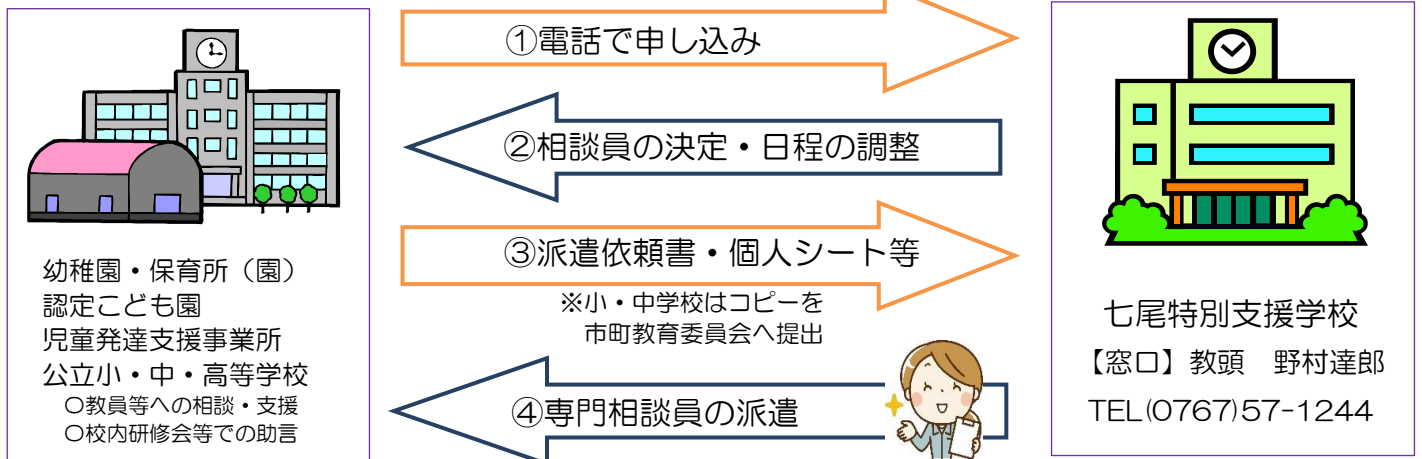 ①電話で申し込み
②相談員の決定・日程の調整
③派遣依頼書・個人シート等
※小・中学校はコピーを
市町教育委員会へ提出
④専門相談員の派遣
幼稚園・保育所（園）
認定こども園
児童発達支援事業所
公立小・中・高等学校
○教員等への相談・支援
○校内研修会等での助言
七尾特別支援学校
【窓口】教頭　野村達郎
TEL(0767)57-1244